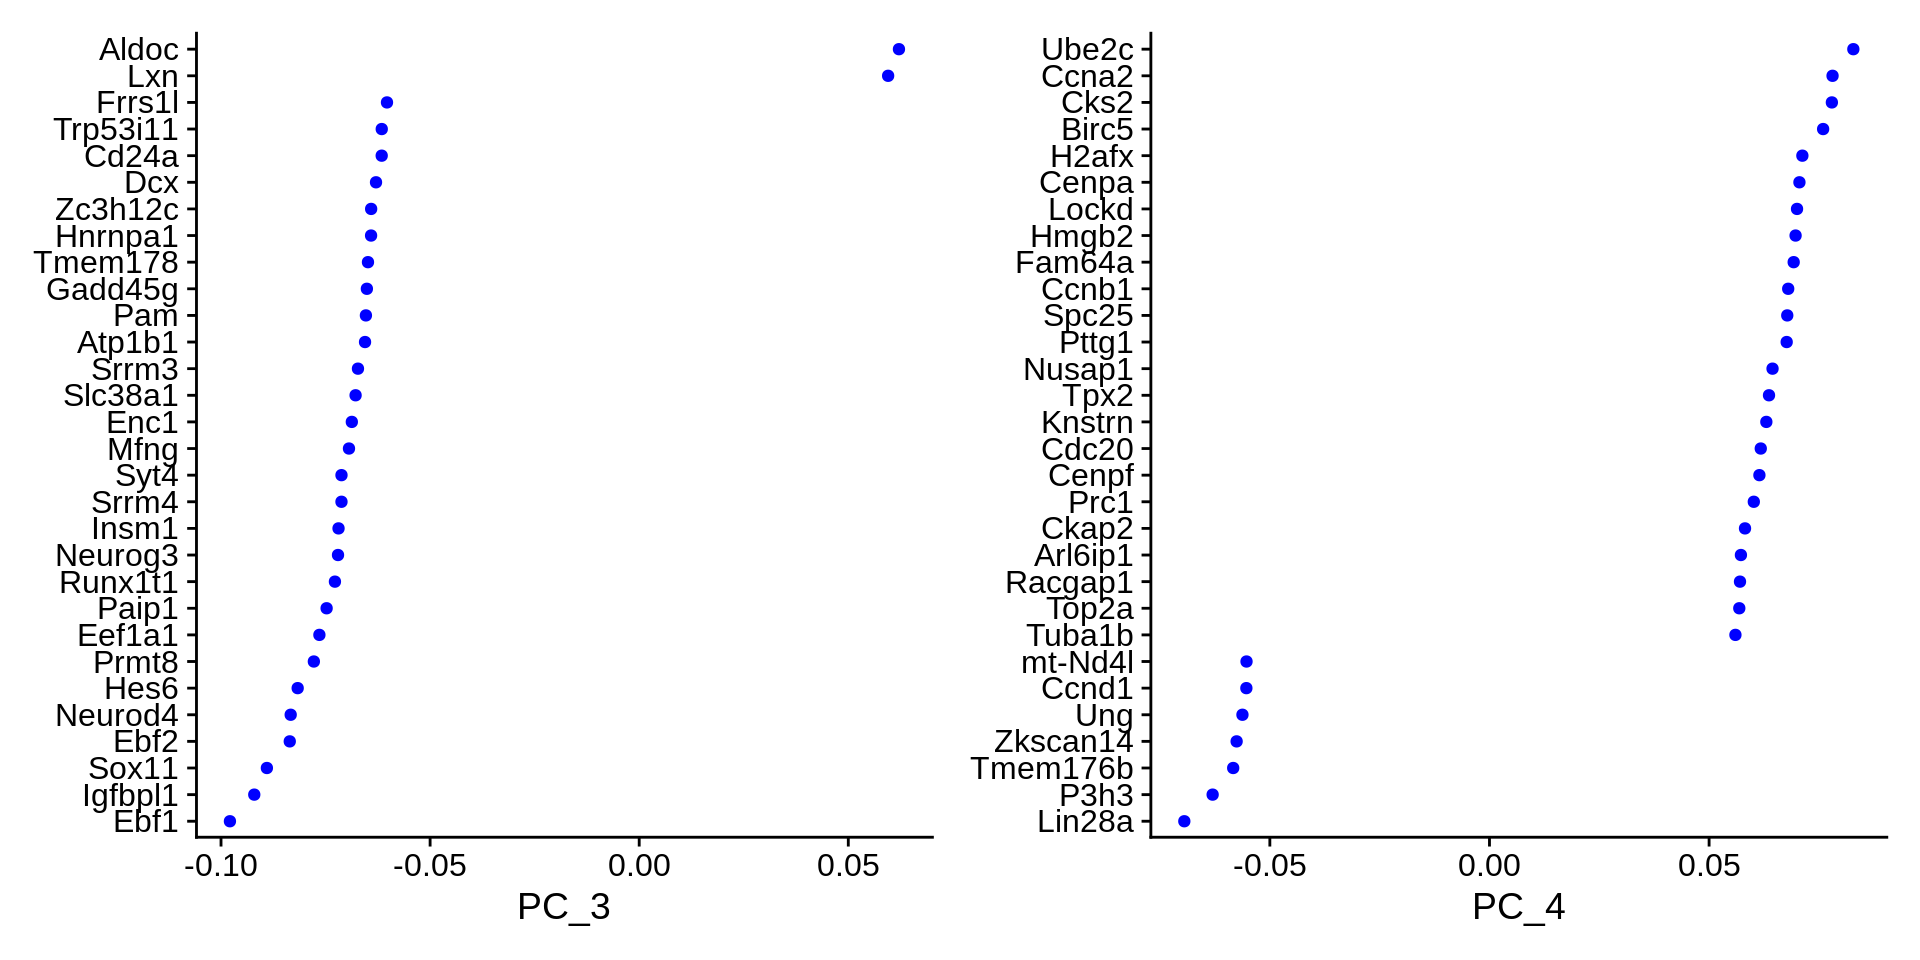 Aldoc
Lxn
Frrs1l
Trp53i11
Cd24a
Dcx
Zc3h12c
Hnrnpa1
Tmem178
Gadd45g
Pam
Atp1b1
Srrm3
Slc38a1
Enc1
Mfng
Syt4
Srrm4
Insm1
Neurog3
Runx1t1
Paip1
Eef1a1
Prmt8
Hes6
Neurod4
Ebf2
Sox11
Igfbpl1
Ebf1
-0.10 -0.05 0.00 0.05
PC_3
Ube2c
Ccna2
Cks2
Birc5
H2afx
Cenpa
Lockd
Hmgb2
Fam64a
Ccnb1
Spc25
Pttg1
Nusap1
Tpx2
Knstrn
Cdc20
Cenpf
Prc1
Ckap2
Arl6ip1
Racgap1
Top2a
Tuba1b
mt-Nd4l
Ccnd1
Ung
Zkscan14
Tmem176b
P3h3
Lin28a
-0.05 0.00 0.05
PC_4